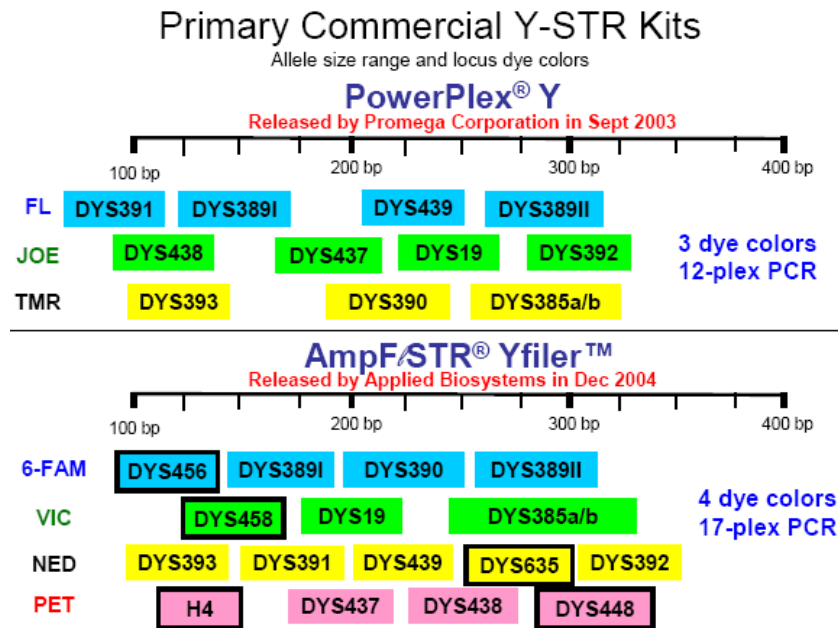 Primary Commercial Y-STR Kits
Allele size range and locus dye colors
PowerPlex® Y
Released by Promega Corporation in Sept 2003
100 bp 200 bp 300 bp 400 bp
FL DYS391 DYS389I DYS439 DYS389II
JOE DYS438 DYS437 DYS19 DYS392
TMR DYS393 DYS390 DYS385a/b
3 dye colors
12-plex PCR
AmpFℓSTR® Yfiler™
Released by Applied Biosystems in Dec 2004
100 bp 200 bp 300 bp 400 bp
6-FAM DYS456 DYS389I DYS390 DYS389II
VIC DYS458 DYS19 DYS385a/b
NED DYS393 DYS391 DYS439 DYS635 DYS392
PET H4 DYS437 DYS438 DYS448
4 dye colors
17-plex PCR